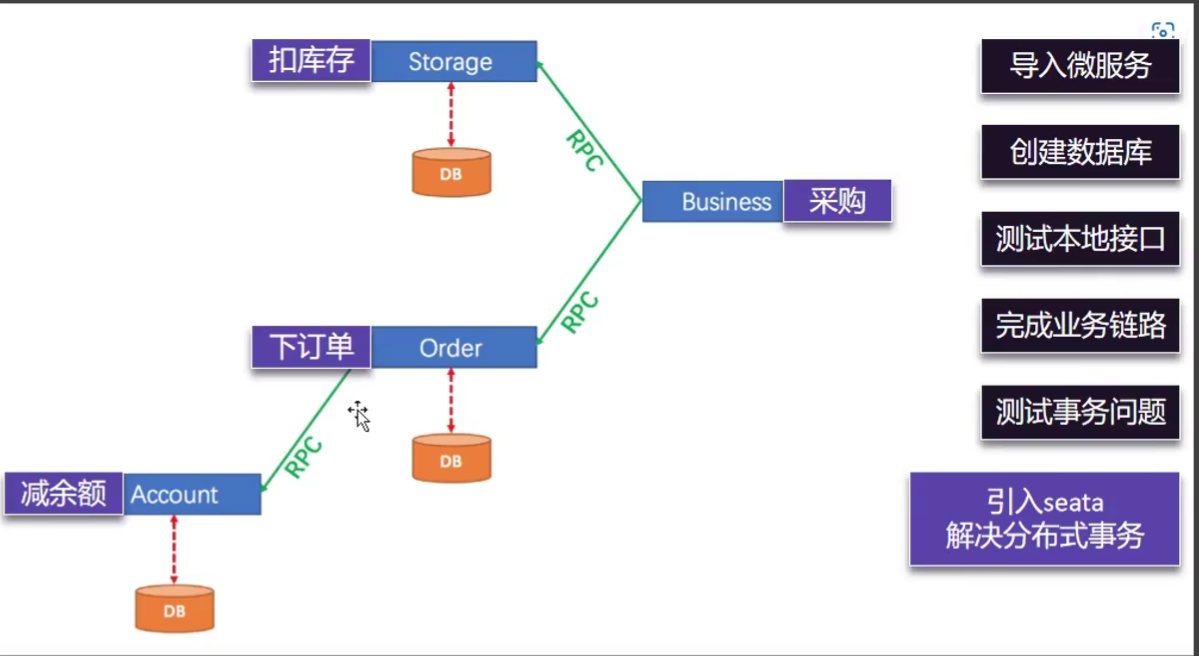 扣库存 Storage
DB
RPC
Business 采购
RPC
下订单 Order
DB
RPC
减余额 Account
DB
导入微服务
创建数据库
测试本地接口
完成业务链路
测试事务问题
引入seata
解决分布式事务